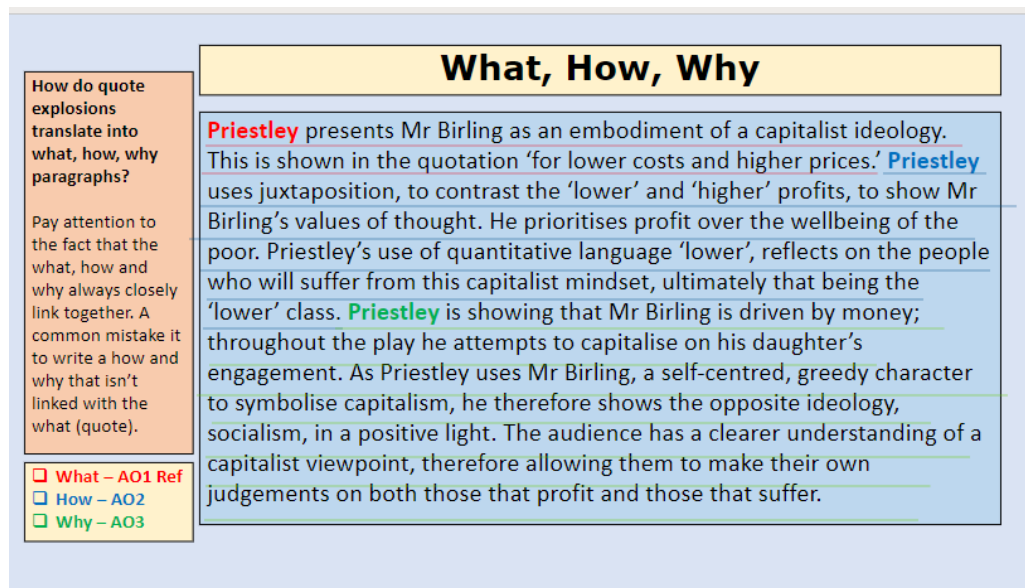 What, How, Why
How do quote
explosions
translate into
what, how, why
paragraphs?
Pay attention to
the fact that the
what, how and
why always closely
link together. A
common mistake it
to write a how and
why that isn't
linked with the
what (quote).
❑ What – AO1 Ref
❑ How – AO2
❑ Why – AO3
Priestley presents Mr Birling as an embodiment of a capitalist ideology.
This is shown in the quotation ‘for lower costs and higher prices.’ Priestley
uses juxtaposition, to contrast the ‘lower’ and ‘higher’ profits, to show Mr
Birling’s values of thought. He prioritises profit over the wellbeing of the
poor. Priestley’s use of quantitative language ‘lower’, reflects on the people
who will suffer from this capitalist mindset, ultimately that being the
‘lower’ class. Priestley is showing that Mr Birling is driven by money;
throughout the play he attempts to capitalise on his daughter’s
engagement. As Priestley uses Mr Birling, a self-centred, greedy character
to symbolise capitalism, he therefore shows the opposite ideology,
socialism, in a positive light. The audience has a clearer understanding of a
capitalist viewpoint, therefore allowing them to make their own
judgements on both those that profit and those that suffer.